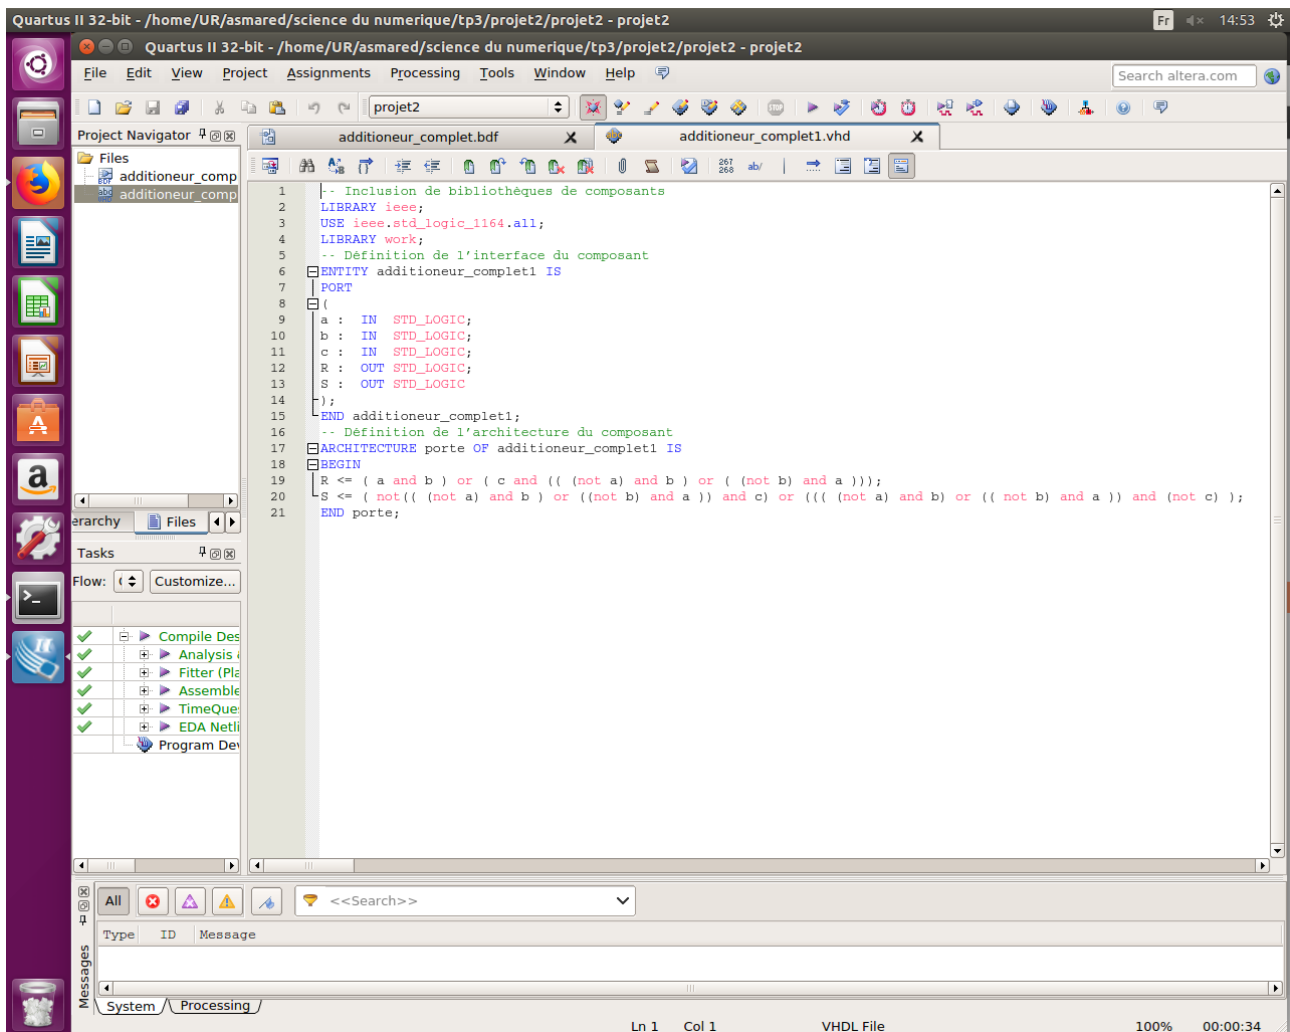 Quartus II 32-bit - /home/UR/asmared/science du numerique/tp3/projet2/projet2 - projet2
Fr 14:53
Quartus II 32-bit - /home/UR/asmared/science du numerique/tp3/projet2/projet2 - projet2
File Edit View Project Assignments Processing Tools Window Help
Search altera.com
projet2
Project Navigator
additioneur_complet.bdf
additioneur_complet1.vhd
Files
additioneur_comp
additioneur_comp
267
268
ab/
1 -- Inclusion de bibliothèques de composants
2 LIBRARY ieee;
3 USE ieee.std_logic_1164.all;
4 LIBRARY work;
5 -- Définition de l'interface du composant
6 ENTITY additioneur_complet1 IS
7 PORT
8 (
9 a : IN STD_LOGIC;
10 b : IN STD_LOGIC;
11 c : IN STD_LOGIC;
12 R : OUT STD_LOGIC;
13 S : OUT STD_LOGIC
14 );
15 END additioneur_complet1;
16 -- Définition de l'architecture du composant
17 ARCHITECTURE porte OF additioneur_complet1 IS
18 BEGIN
19 R <= ( a and b ) or ( c and (( (not a) and b ) or ( (not b) and a )));
20 S <= ( not(( (not a) and b ) or ((not b) and a )) and c) or ((( (not a) and b) or (( not b) and a )) and (not c) );
21 END porte;
erarchy Files
Tasks
Flow: ( Customize...
Compile Des
Analysis &
Fitter (Pla
Assemble
TimeQues
EDA Netli
Program Dev
All <<Search>>
Type ID Message
Messages
System Processing
Ln 1 Col 1 VHDL File 100% 00:00:34